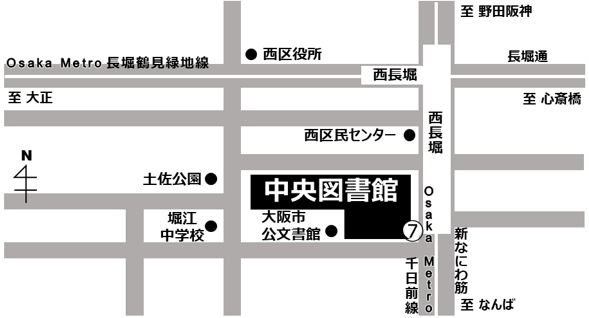 至 野田阪神
西区役所
長堀通
Osaka Metro 長堀鶴見緑地線
西長堀
至 大正
至 心斎橋
西長堀
西区民センター
N
土佐公園
中央図書館
堀江
中学校
大阪市
公文書館
⑦
Osaka Metro
千日前線
新なにわ筋
至 なんば